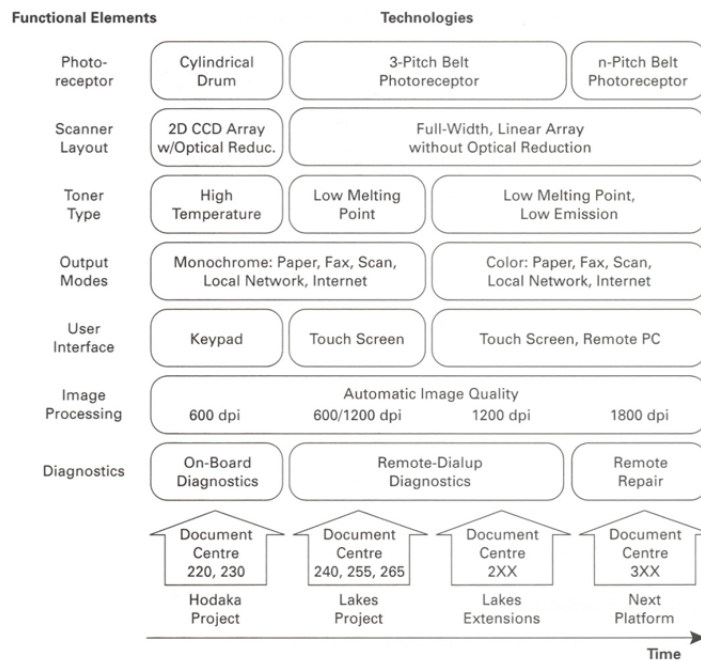 Functional Elements Technologies
Photo-
receptor
Cylindrical
Drum
3-Pitch Belt
Photoreceptor
n-Pitch Belt
Photoreceptor
Scanner
Layout
2D CCD Array
w/Optical Reduc.
Full-Width, Linear Array
without Optical Reduction
Toner
Type
High
Temperature
Low Melting
Point
Low Melting Point,
Low Emission
Output
Modes
Monochrome: Paper, Fax, Scan,
Local Network, Internet
Color: Paper, Fax, Scan,
Local Network, Internet
User
Interface
Keypad
Touch Screen
Touch Screen, Remote PC
Image
Processing
Automatic Image Quality
600 dpi 600/1200 dpi 1200 dpi 1800 dpi
Diagnostics
On-Board
Diagnostics
Remote-Dialup
Diagnostics
Remote
Repair
Document
Centre
220, 230
Document
Centre
240, 255, 265
Document
Centre
2XX
Document
Centre
3XX
Hodaka
Project
Lakes
Project
Lakes
Extensions
Next
Platform
Time